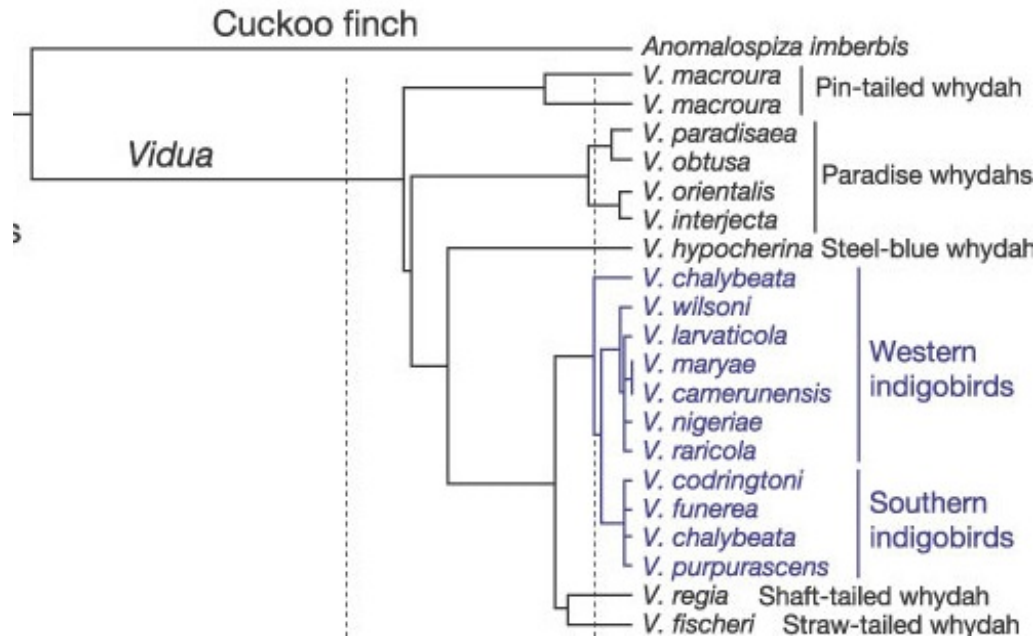 Cuckoo finch
Anomalospiza imberbis
V. macroura
V. macroura
Pin-tailed whydah
Vidua
V. paradisaea
V. obtusa
V. orientalis
V. interjecta
Paradise whydahs
s
V. hypocherina Steel-blue whydah
V. chalybeata
V. wilsoni
V. larvaticola
V. maryae
V. camerunensis
V. nigeriae
V. raricola
Western
indigobirds
V. codringtoni
V. funerea
V. chalybeata
V. purpurascens
Southern
indigobirds
V. regia Shaft-tailed whydah
V. fischeri Straw-tailed whydah